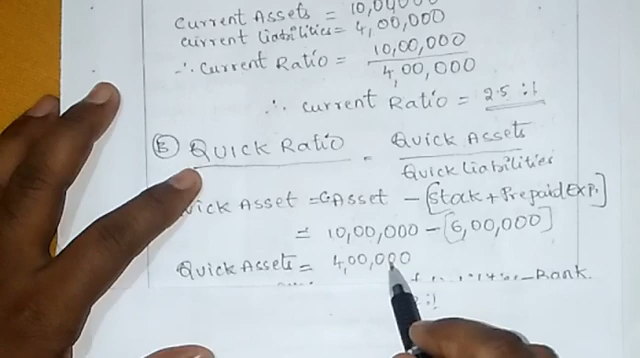 Current Assets = 10,00,000
Current liabilities = 4,00,000
∴ Current Ratio = 10,00,000 / 4,00,000
∴ Current Ratio = 2.5 :1
Quick Ratio = Quick Assets / Quick Liabilities
Asset = C Asset - [Stock + Prepaid Exp.]
= 10,00,000 - [6,00,000]
Quick Assets = 4,00,000
- Bank.
:1